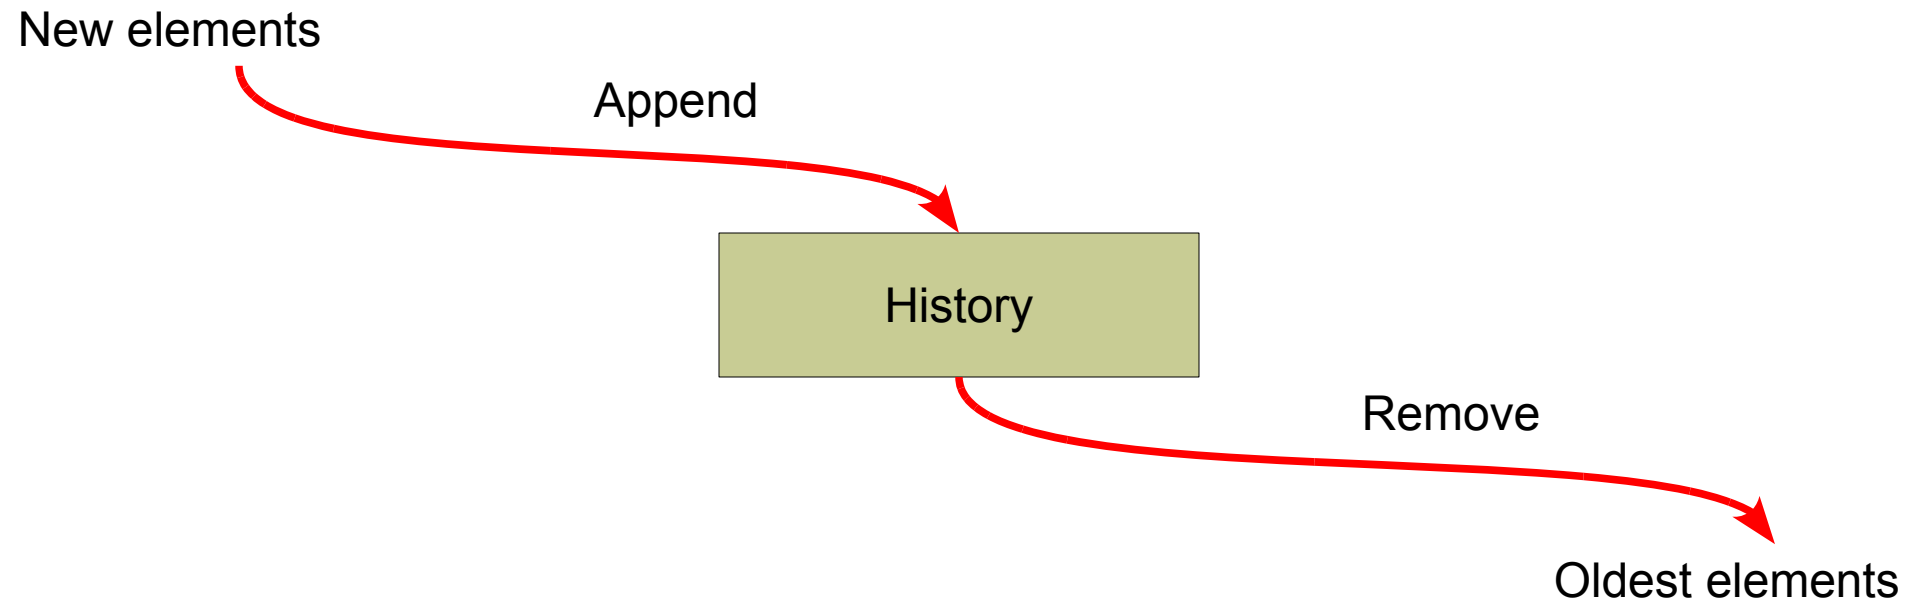 New elements
Append
History
Remove
Oldest elements